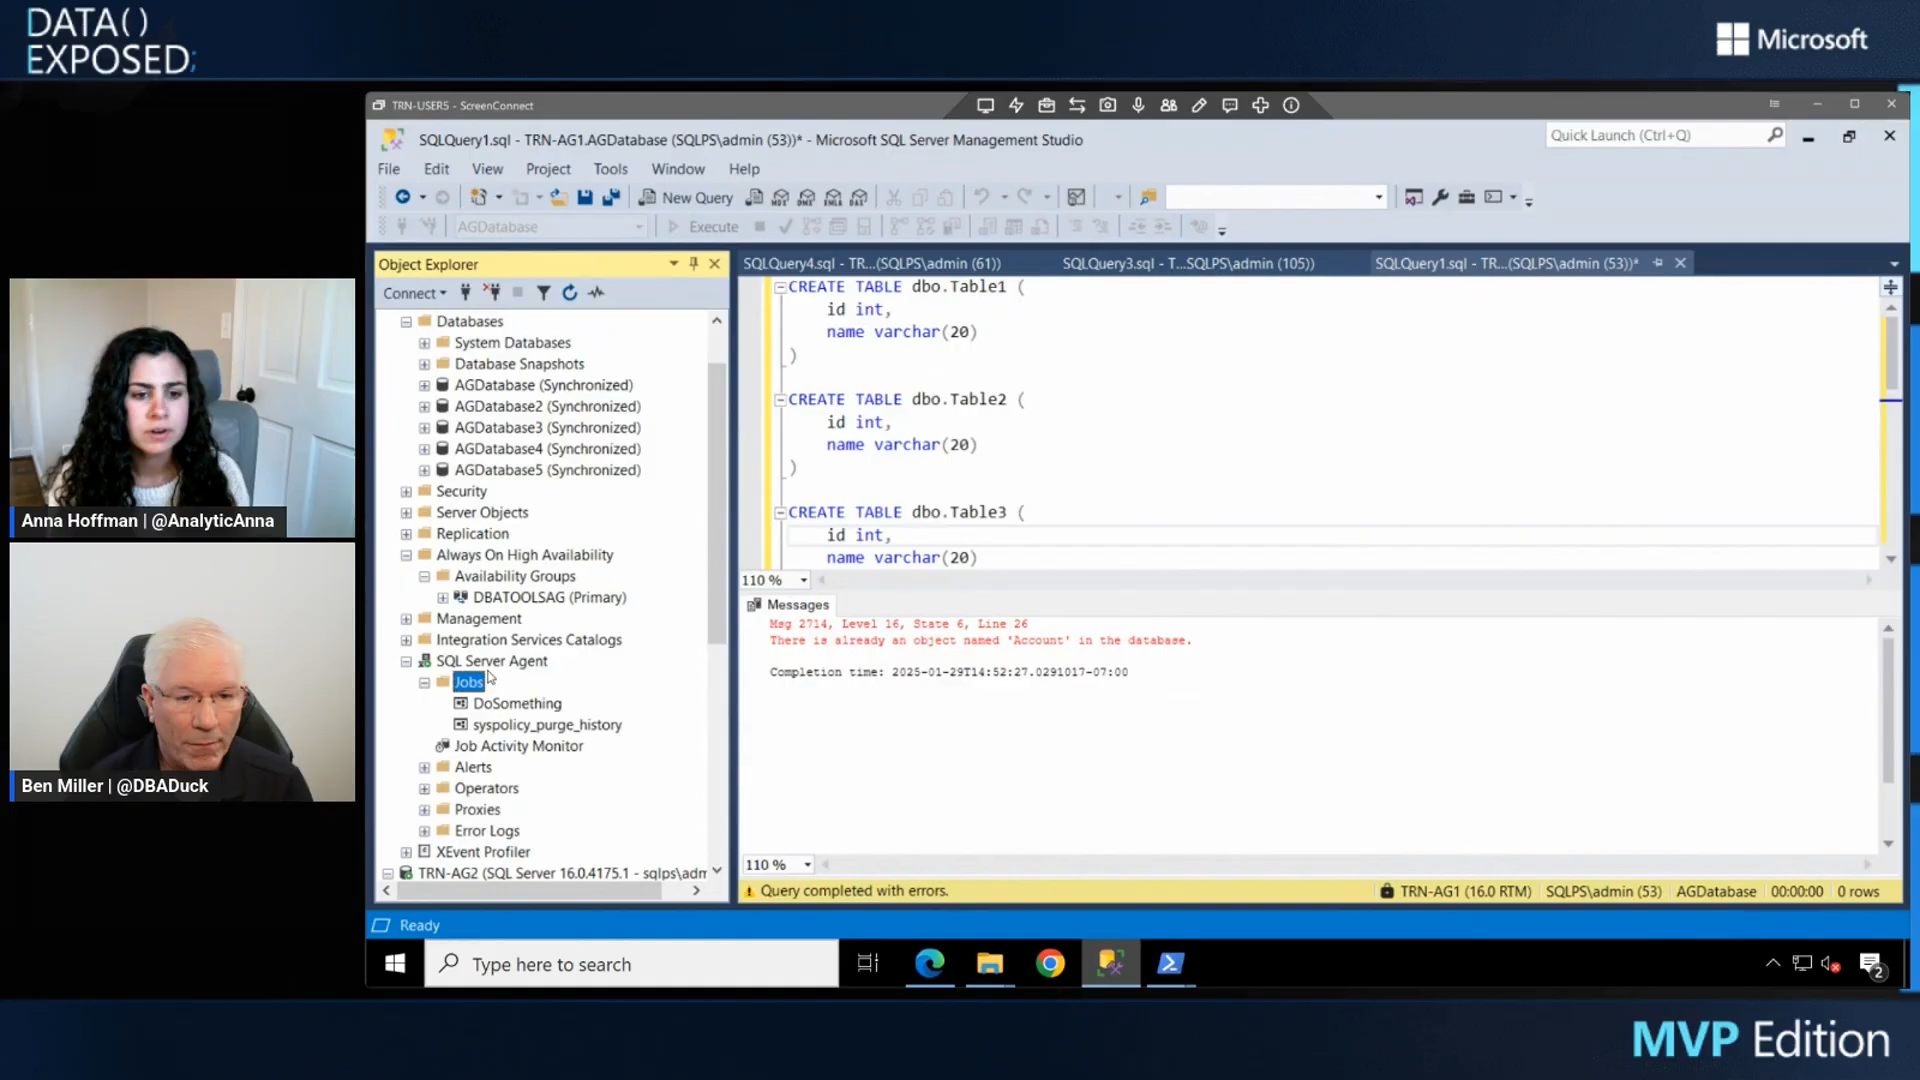 DATA()
EXPOSED;
Microsoft
TRN-USER5 - ScreenConnect
SQLQuery1.sql - TRN-AG1.AGDatabase (SQLPS\admin (53))* - Microsoft SQL Server Management Studio
Quick Launch (Ctrl+Q)
File Edit View Project Tools Window Help
New Query
AGDatabase
Execute
Object Explorer
SQLQuery4.sql - TR...(SQLPS\admin (61))
SQLQuery3.sql - T...SQLPS\admin (105))
SQLQuery1.sql - TR...(SQLPS\admin (53))*
Connect
Databases
System Databases
Database Snapshots
AGDatabase (Synchronized)
AGDatabase2 (Synchronized)
AGDatabase3 (Synchronized)
AGDatabase4 (Synchronized)
AGDatabase5 (Synchronized)
Security
Server Objects
Replication
Always On High Availability
Availability Groups
DBATOOLSAG (Primary)
Management
Integration Services Catalogs
SQL Server Agent
Jobs
DoSomething
syspolicy_purge_history
Job Activity Monitor
Alerts
Operators
Proxies
Error Logs
XEvent Profiler
TRN-AG2 (SQL Server 16.0.4175.1 - sqlps\adm
CREATE TABLE dbo.Table1 (
id int,
name varchar(20)
)
CREATE TABLE dbo.Table2 (
id int,
name varchar(20)
)
CREATE TABLE dbo.Table3 (
id int,
name varchar(20)
110 %
Messages
Msg 2714, Level 16, State 6, Line 26
There is already an object named 'Account' in the database.
Completion time: 2025-01-29T14:52:27.0291017-07:00
110 %
Query completed with errors.
TRN-AG1 (16.0 RTM)
SQLPS\admin (53)
AGDatabase
00:00:00
0 rows
Ready
Type here to search
2
Anna Hoffman | @AnalyticAnna
Ben Miller | @DBADuck
MVP Edition